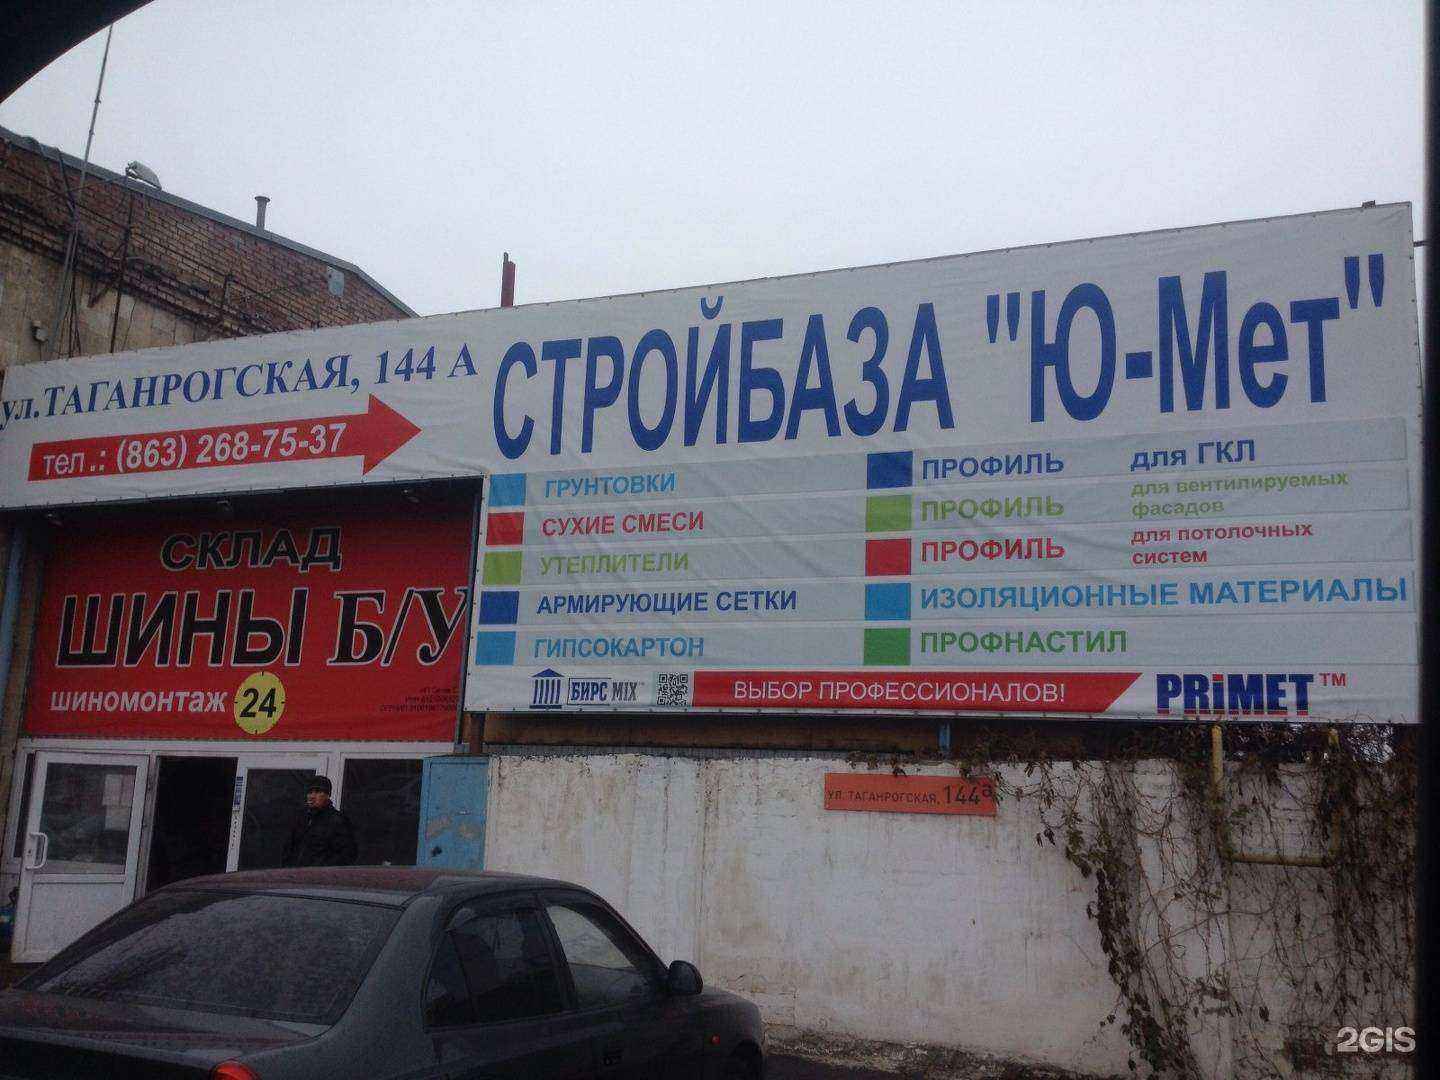 ул.ТАГАНРОГСКАЯ, 144 А
тел.: (863) 268-75-37
СТРОЙБАЗА "Ю-Мет"
ГРУНТОВКИ
СУХИЕ СМЕСИ
УТЕПЛИТЕЛИ
АРМИРУЮЩИЕ СЕТКИ
ГИПСОКАРТОН
ПРОФИЛЬ для ГКЛ
ПРОФИЛЬ для вентилируемых
фасадов
ПРОФИЛЬ для потолочных
систем
ИЗОЛЯЦИОННЫЕ МАТЕРИАЛЫ
ПРОФНАСТИЛ
БИРС MIX
ВЫБОР ПРОФЕССИОНАЛОВ!
PRiMET TM
СКЛАД
ШИНЫ Б/У
шиномонтаж 24
УЛ. ТАГАНРОГСКАЯ, 144а
2GIS